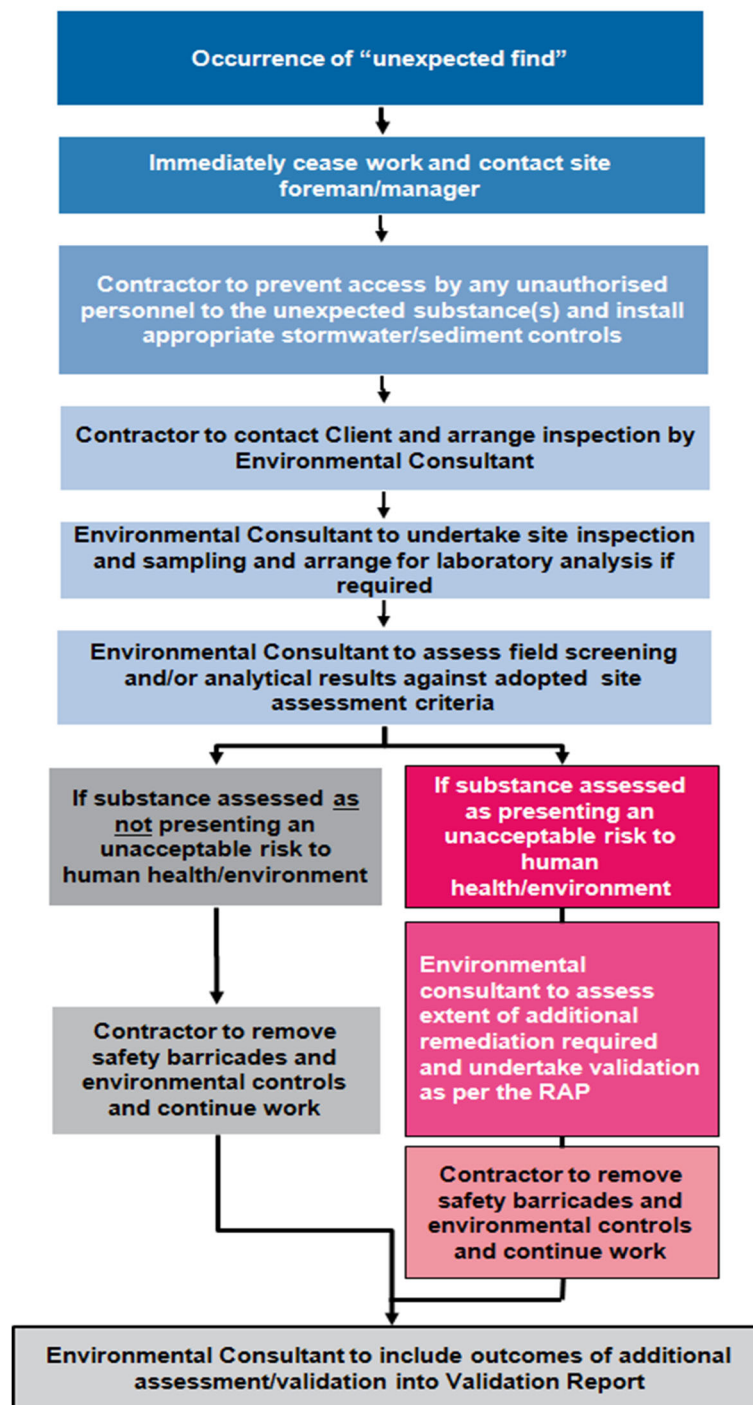 Occurrence of “unexpected find”
Immediately cease work and contact site
foreman/manager
Contractor to prevent access by any unauthorised
personnel to the unexpected substance(s) and install
appropriate stormwater/sediment controls
Contractor to contact Client and arrange inspection by
Environmental Consultant
Environmental Consultant to undertake site inspection
and sampling and arrange for laboratory analysis if
required
Environmental Consultant to assess field screening
and/or analytical results against adopted site
assessment criteria
If substance assessed as
not presenting an
unacceptable risk to
human health/environment
If substance assessed
as presenting an
unacceptable risk to
human
health/environment
Environmental
consultant to assess
extent of additional
remediation required
and undertake validation
as per the RAP
Contractor to remove
safety barricades and
environmental controls
and continue work
Contractor to remove
safety barricades and
environmental controls
and continue work
Environmental Consultant to include outcomes of additional
assessment/validation into Validation Report